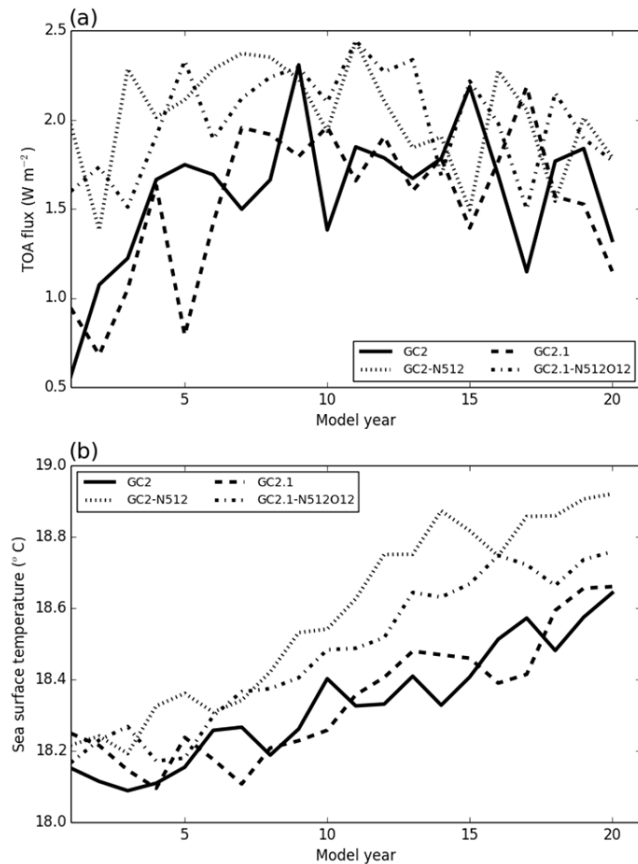 (a)
2.5
2.0
1.5
1.0
0.5
TOA flux (W m⁻²)
GC2 GC2.1
GC2-N512 GC2.1-N512O12
5 10 15 20
Model year
(b)
19.0
18.8
18.6
18.4
18.2
18.0
Sea surface temperature (° C)
GC2 GC2.1
GC2-N512 GC2.1-N512O12
5 10 15 20
Model year